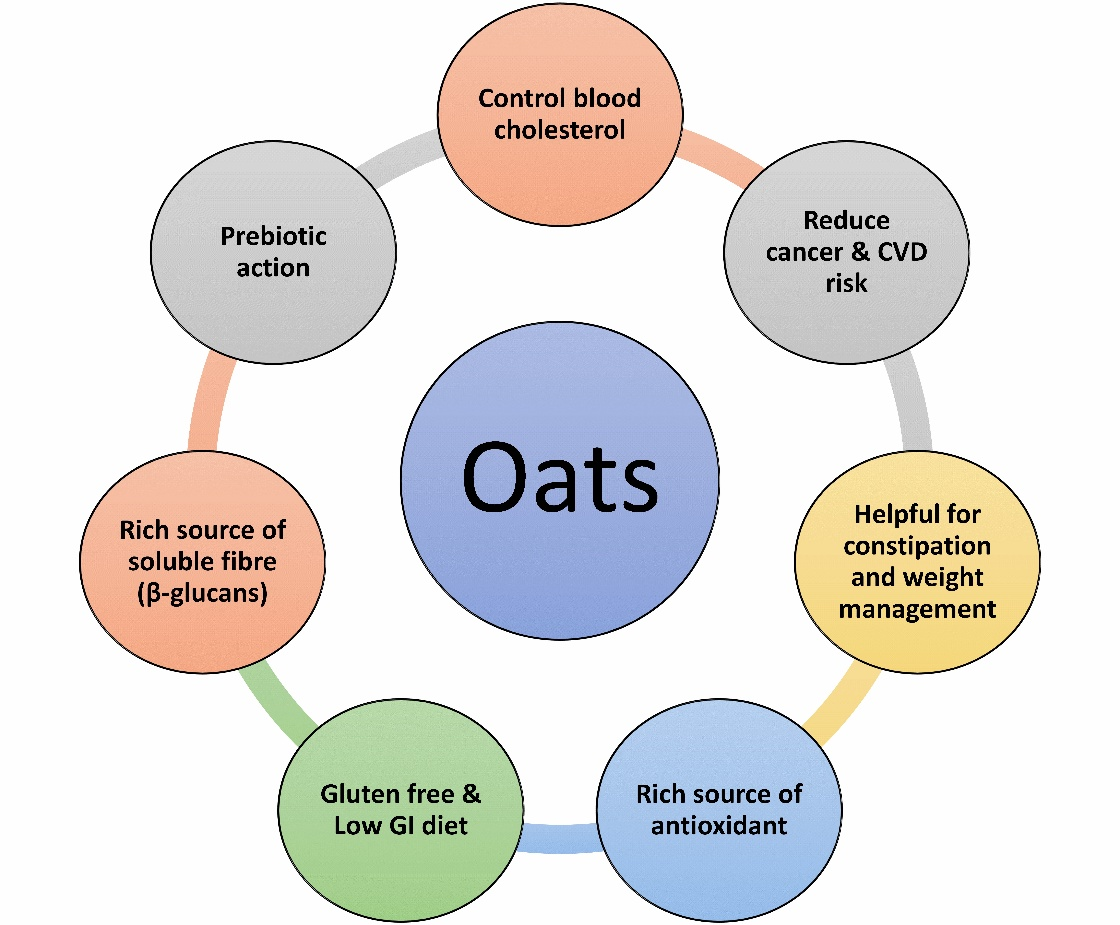 Control blood
cholesterol
Reduce
cancer & CVD
risk
Helpful for
constipation
and weight
management
Rich source of
antioxidant
Gluten free &
Low GI diet
Rich source of
soluble fibre
(β-glucans)
Prebiotic
action
Oats